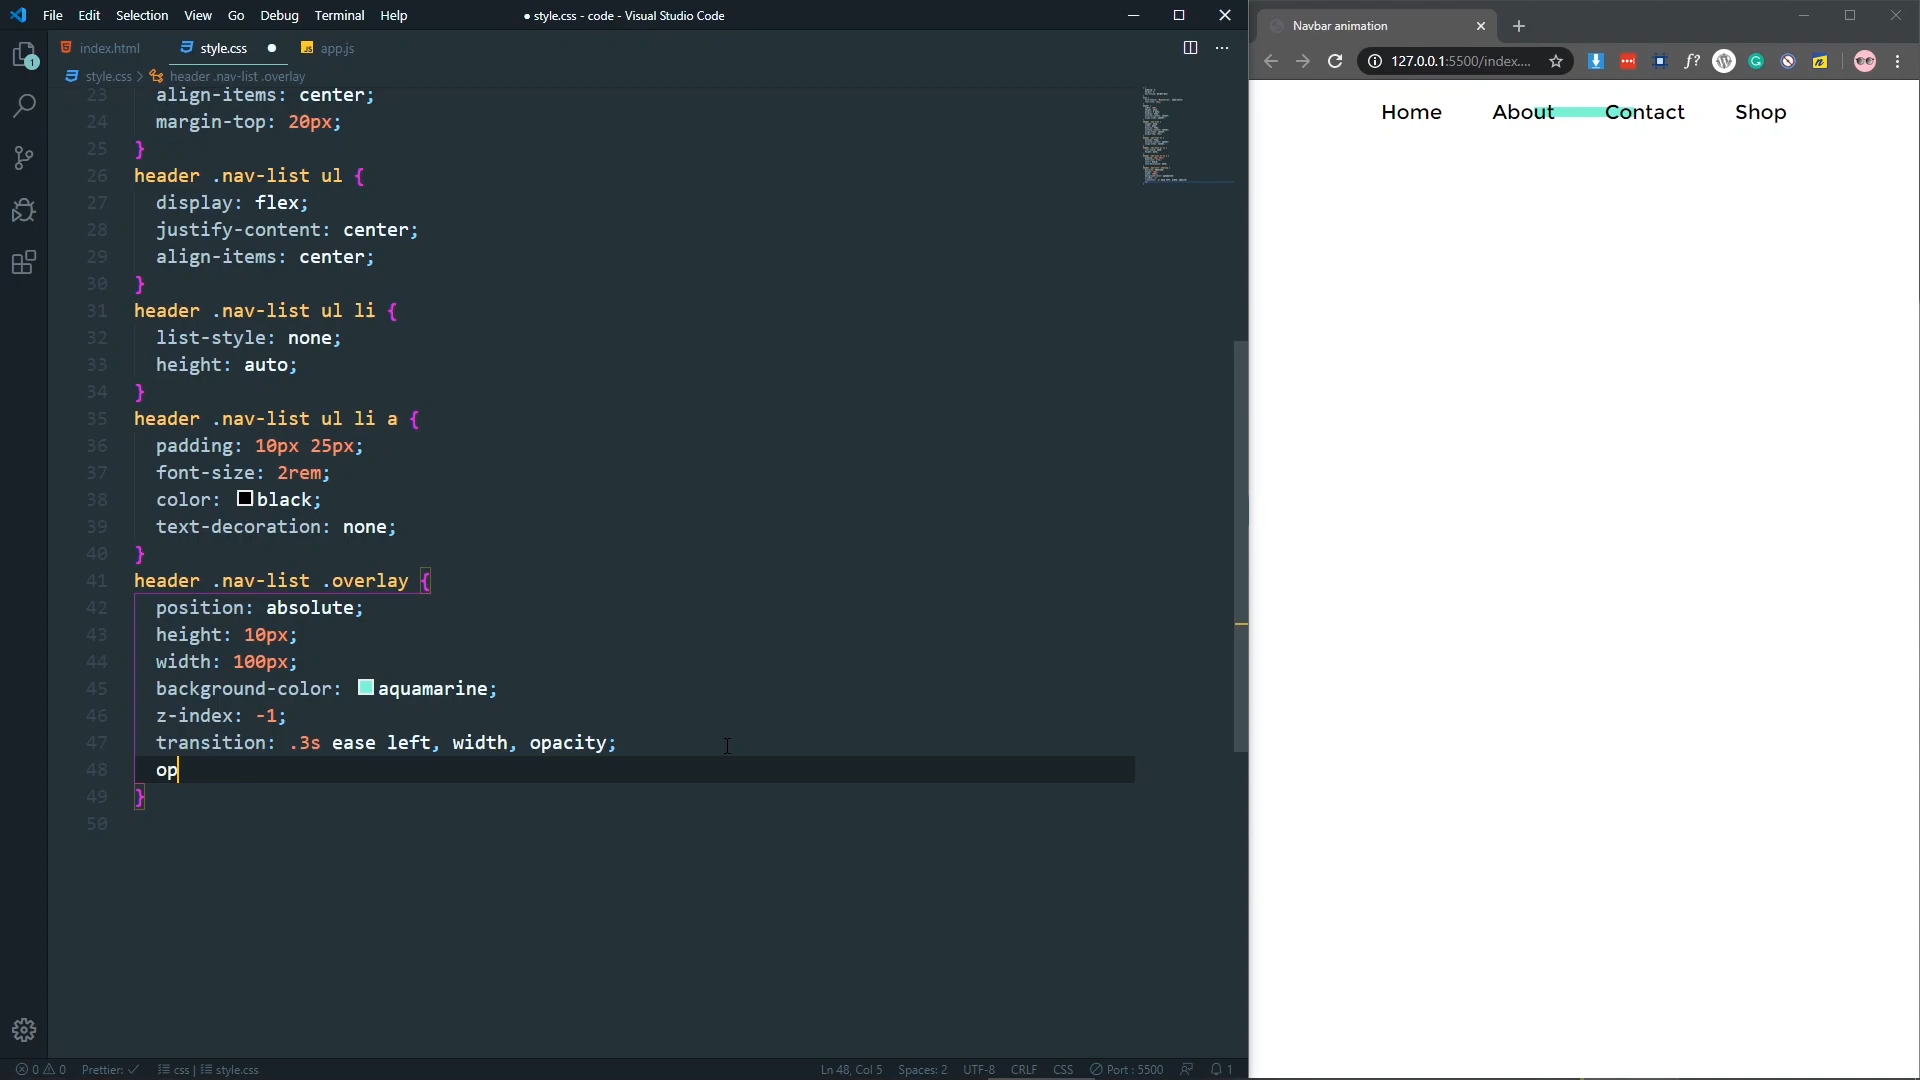 File Edit Selection View Go Debug Terminal Help
● style.css - code - Visual Studio Code
index.html style.css app.js
style.css > header .nav-list .overlay
23 align-items: center;
24 margin-top: 20px;
25 }
26 header .nav-list ul {
27 display: flex;
28 justify-content: center;
29 align-items: center;
30 }
31 header .nav-list ul li {
32 list-style: none;
33 height: auto;
34 }
35 header .nav-list ul li a {
36 padding: 10px 25px;
37 font-size: 2rem;
38 color: black;
39 text-decoration: none;
40 }
41 header .nav-list .overlay {
42 position: absolute;
43 height: 10px;
44 width: 100px;
45 background-color: aquamarine;
46 z-index: -1;
47 transition: .3s ease left, width, opacity;
48 op
49 }
50
1
0 0 Prettier: ✓ css | style.css
Ln 48, Col 5 Spaces: 2 UTF-8 CRLF CSS Port : 5500 1
Navbar animation
127.0.0.1:5500/index.... f?
Home About Contact Shop